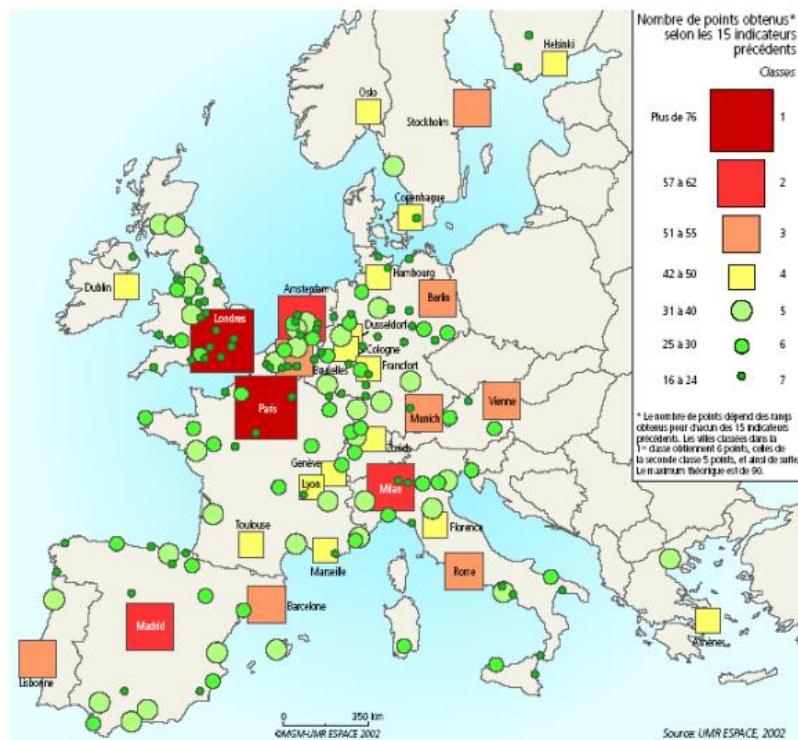 Nombre de points obtenus*
selon les 15 indicateurs
précédents
Classes
Plus de 76
1
57 à 62
2
51 à 55
3
42 à 50
4
31 à 40
5
25 à 30
6
16 à 24
7
* Le nombre de points dépend des rangs
obtenus pour chacun des 15 indicateurs
précédents. Les villes classées dans la
1re classe obtiennent 6 points, celles de
la seconde classe 5 points, et ainsi de suite.
Le maximum théorique est de 90.
Helsinki
Oslo
Stockholm
Copenhague
Dublin
Hambourg
Amsterdam
Berlin
Londres
Dusseldorf
Cologne
Bruxelles
Francfort
Paris
Munich
Vienne
Zurich
Genève
Lyon
Milan
Toulouse
Florence
Marseille
Rome
Barcelone
Madrid
Lisbonne
Athènes
0
350 km
©MGM-UMR ESPACE 2002
Source: UMR ESPACE, 2002